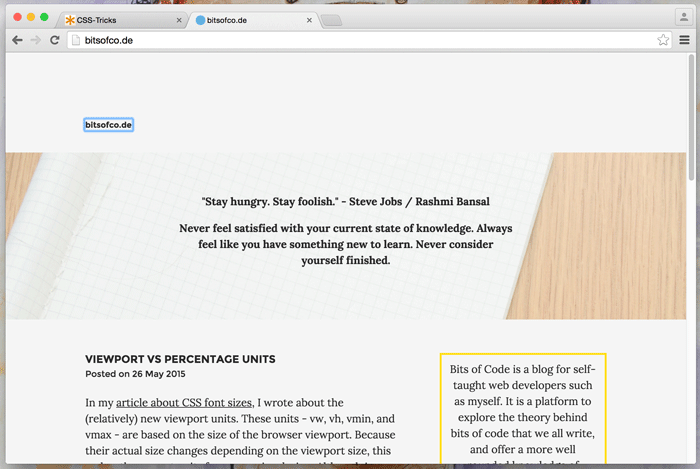 CSS-Tricks
bitsofco.de
bitsofco.de
bitsofco.de
"Stay hungry. Stay foolish." - Steve Jobs / Rashmi Bansal
Never feel satisfied with your current state of knowledge. Always
feel like you have something new to learn. Never consider
yourself finished.
VIEWPORT VS PERCENTAGE UNITS
Posted on 26 May 2015
In my article about CSS font sizes, I wrote about the
(relatively) new viewport units. These units - vw, vh, vmin, and
vmax - are based on the size of the browser viewport. Because
their actual size changes depending on the viewport size, this
Bits of Code is a blog for self-
taught web developers such
as myself. It is a platform to
explore the theory behind
bits of code that we all write,
and offer a more well